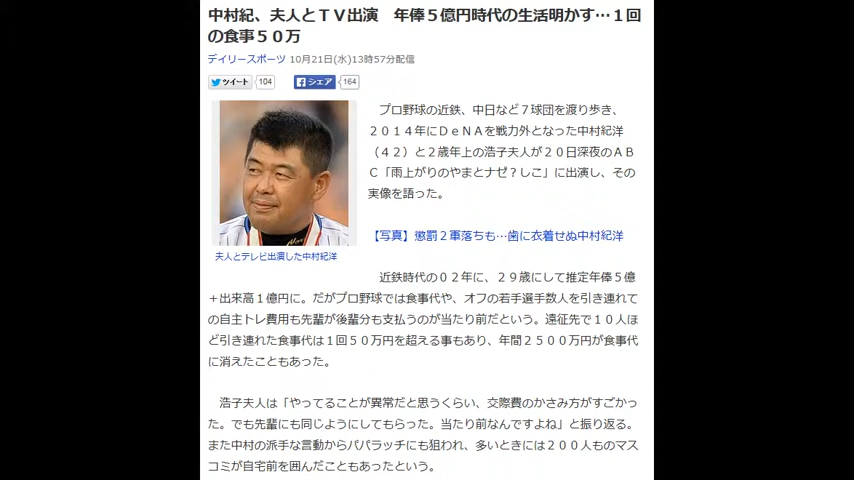 中村紀、夫人とＴＶ出演　年俸５億円時代の生活明かす…１回
の食事５０万
デイリースポーツ 10月21日(水)13時57分配信
ツイート 104 シェア 164
プロ野球の近鉄、中日など７球団を渡り歩き、
２０１４年にＤｅＮＡを戦力外となった中村紀洋
（４２）と２歳年上の浩子夫人が２０日深夜のＡＢ
Ｃ「雨上がりのやまとナゼ？しこ」に出演し、その
実像を語った。
【写真】懲罰２軍落ちも…歯に衣着せぬ中村紀洋
夫人とテレビ出演した中村紀洋
近鉄時代の０２年に、２９歳にして推定年俸５億
＋出来高１億円に。だがプロ野球では食事代や、オフの若手選手数人を引き連れて
の自主トレ費用も先輩が後輩分も支払うのが当たり前だという。遠征先で１０人ほ
ど引き連れた食事代は１回５０万円を超える事もあり、年間２５００万円が食事代
に消えたこともあった。
浩子夫人は「やってることが異常だと思うくらい、交際費のかさみ方がすごかっ
た。でも先輩にも同じようにしてもらった。当たり前なんですよね」と振り返る。
また中村の派手な言動からパパラッチにも狙われ、多いときには２００人ものマス
コミが自宅前を囲んだこともあったという。